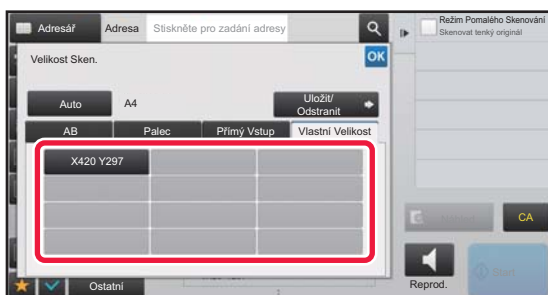 Adresář Adresa Stiskněte pro zadání adresy
Režim Pomalého Skenování
Skenovat tenký originál
Velikost Sken.
OK
Auto A4 Uložit/
Odstranit
AB Palec Přímý Vstup Vlastní Velikost
X420 Y297
CA
Start
Ostatní
Reprod.